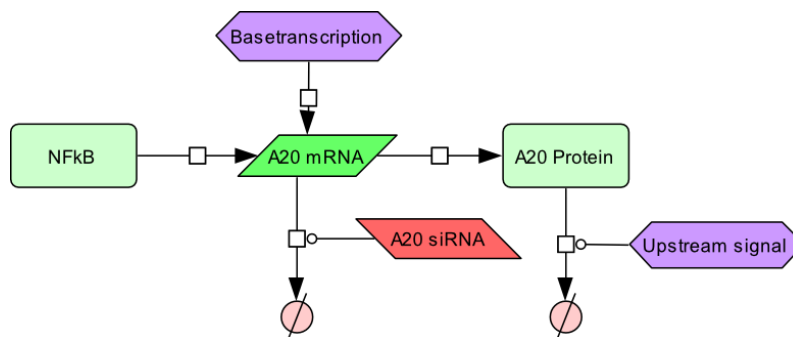 Basetranscription
NFkB
A20 mRNA
A20 Protein
A20 siRNA
Upstream signal